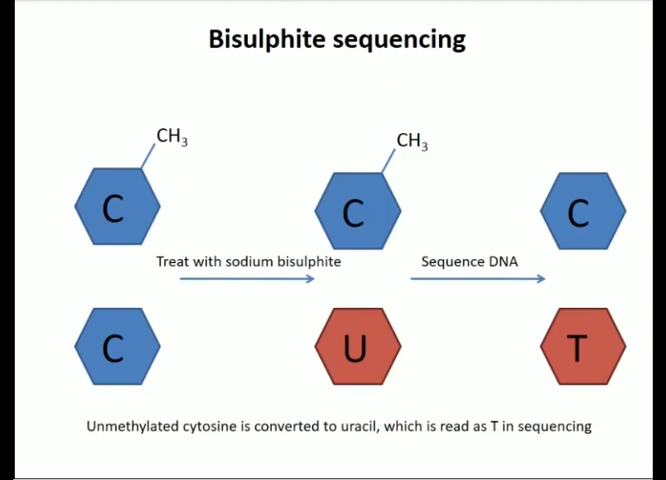 Bisulphite sequencing
CH₃
CH₃
C
C
C
Treat with sodium bisulphite
Sequence DNA
C
U
T
Unmethylated cytosine is converted to uracil, which is read as T in sequencing